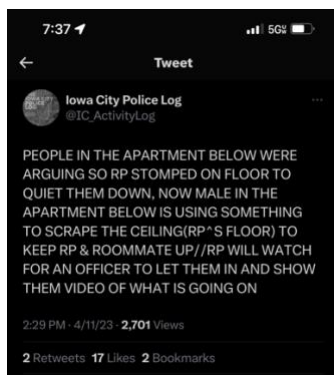 7:37
5G
Tweet
Iowa City Police Log
@IC_ActivityLog
PEOPLE IN THE APARTMENT BELOW WERE
ARGUING SO RP STOMPED ON FLOOR TO
QUIET THEM DOWN, NOW MALE IN THE
APARTMENT BELOW IS USING SOMETHING
TO SCRAPE THE CEILING(RP^S FLOOR) TO
KEEP RP & ROOMMATE UP//RP WILL WATCH
FOR AN OFFICER TO LET THEM IN AND SHOW
THEM VIDEO OF WHAT IS GOING ON
2:29 PM · 4/11/23 · 2,701 Views
2 Retweets 17 Likes 2 Bookmarks